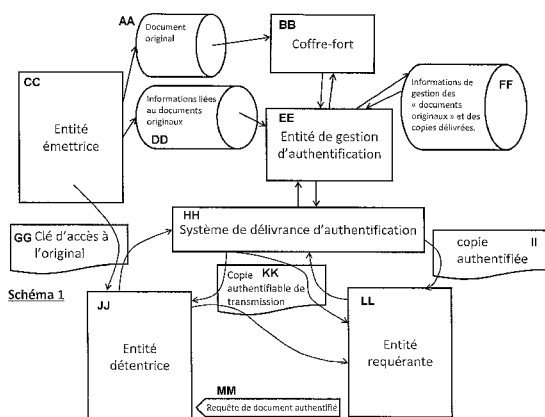 AA
Document
original
BB
Coffre-fort
CC
Entité
émettrice
Informations liées
au documents
originaux
DD
EE
Entité de gestion
d'authentification
Informations de
gestion des
« documents
originaux » et des
copies délivrées.
FF
HH
Système de délivrance d'authentification
GG Clé d'accès à
l'original
copie II
authentifiée
Copie KK
authentifiable de
transmission
Schéma 1
JJ
Entité
détentrice
LL
Entité
requérante
MM
Requête de document authentifié